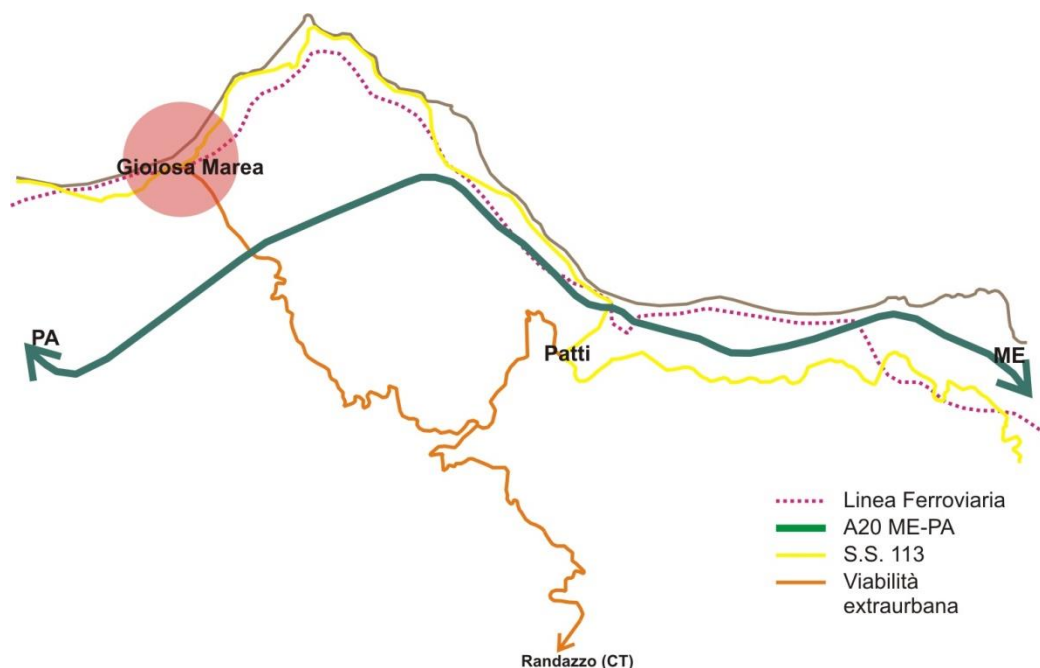 Gioiosa Marea
PA
Patti
ME
Linea Ferroviaria
A20 ME-PA
S.S. 113
Viabilità
extraurbana
Randazzo (CT)